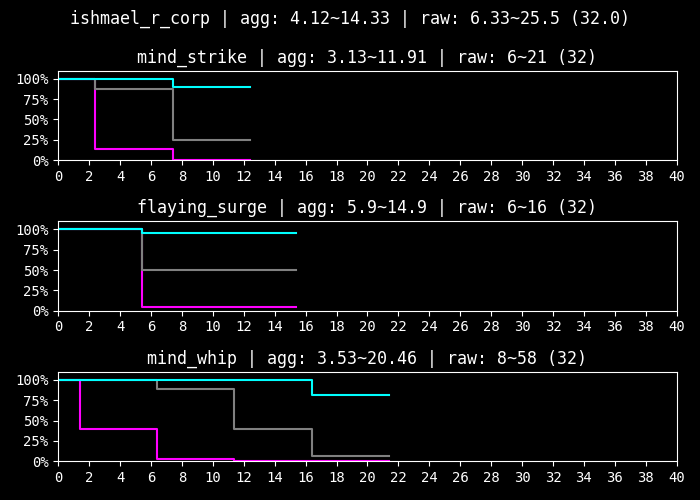 ishmael_r_corp | agg: 4.12~14.33 | raw: 6.33~25.5 (32.0)
mind_strike | agg: 3.13~11.91 | raw: 6~21 (32)
100%
75%
50%
25%
0%
0 2 4 6 8 10 12 14 16 18 20 22 24 26 28 30 32 34 36 38 40
flaying_surge | agg: 5.9~14.9 | raw: 6~16 (32)
100%
75%
50%
25%
0%
0 2 4 6 8 10 12 14 16 18 20 22 24 26 28 30 32 34 36 38 40
mind_whip | agg: 3.53~20.46 | raw: 8~58 (32)
100%
75%
50%
25%
0%
0 2 4 6 8 10 12 14 16 18 20 22 24 26 28 30 32 34 36 38 40